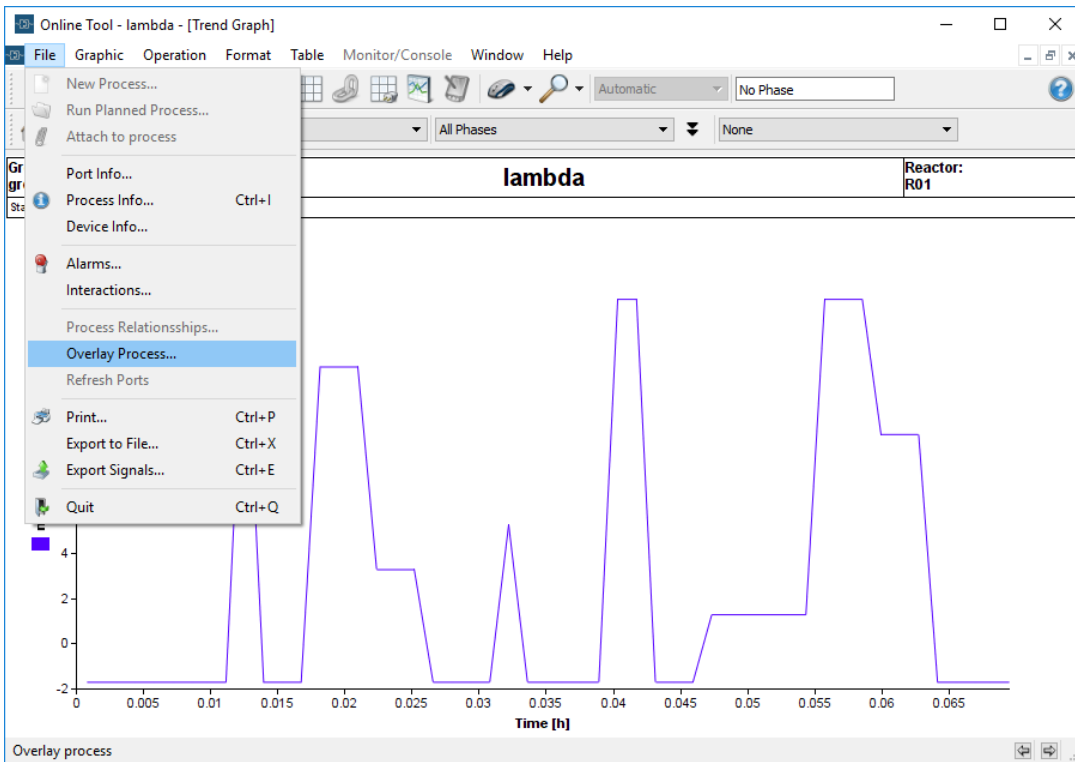 Online Tool - lambda - [Trend Graph]
File Graphic Operation Format Table Monitor/Console Window Help
New Process...
Run Planned Process...
Attach to process
Port Info...
Process Info... Ctrl+I
Device Info...
Alarms...
Interactions...
Process Relationsships...
Overlay Process...
Refresh Ports
Print... Ctrl+P
Export to File... Ctrl+X
Export Signals... Ctrl+E
Quit Ctrl+Q
Automatic No Phase
All Phases None
Gr
gr
lambda
Reactor:
R01
Sta
4
2
0
-2
0 0.005 0.01 0.015 0.02 0.025 0.03 0.035 0.04 0.045 0.05 0.055 0.06 0.065
Time [h]
Overlay process